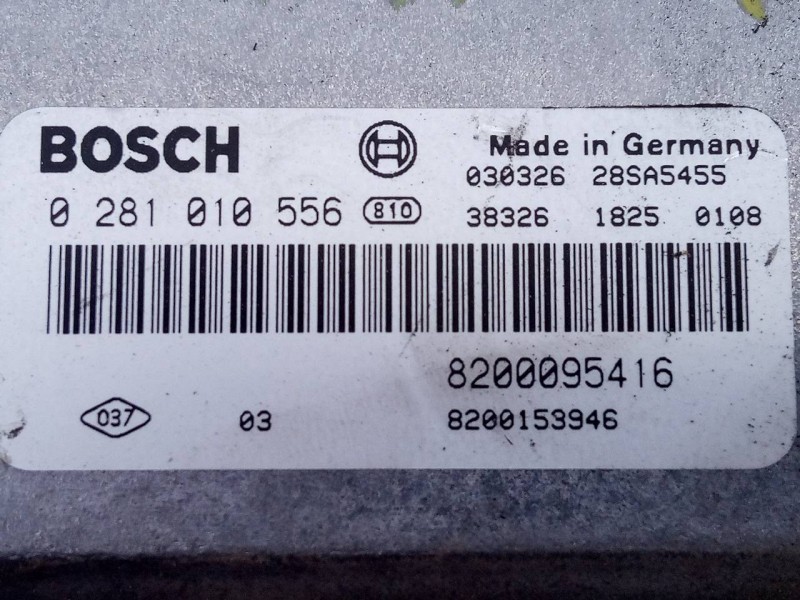 BOSCH
Made in Germany
030326 28SA5455
0 281 010 556 810
38326 1825 0108
8200095416
037 03 8200153946